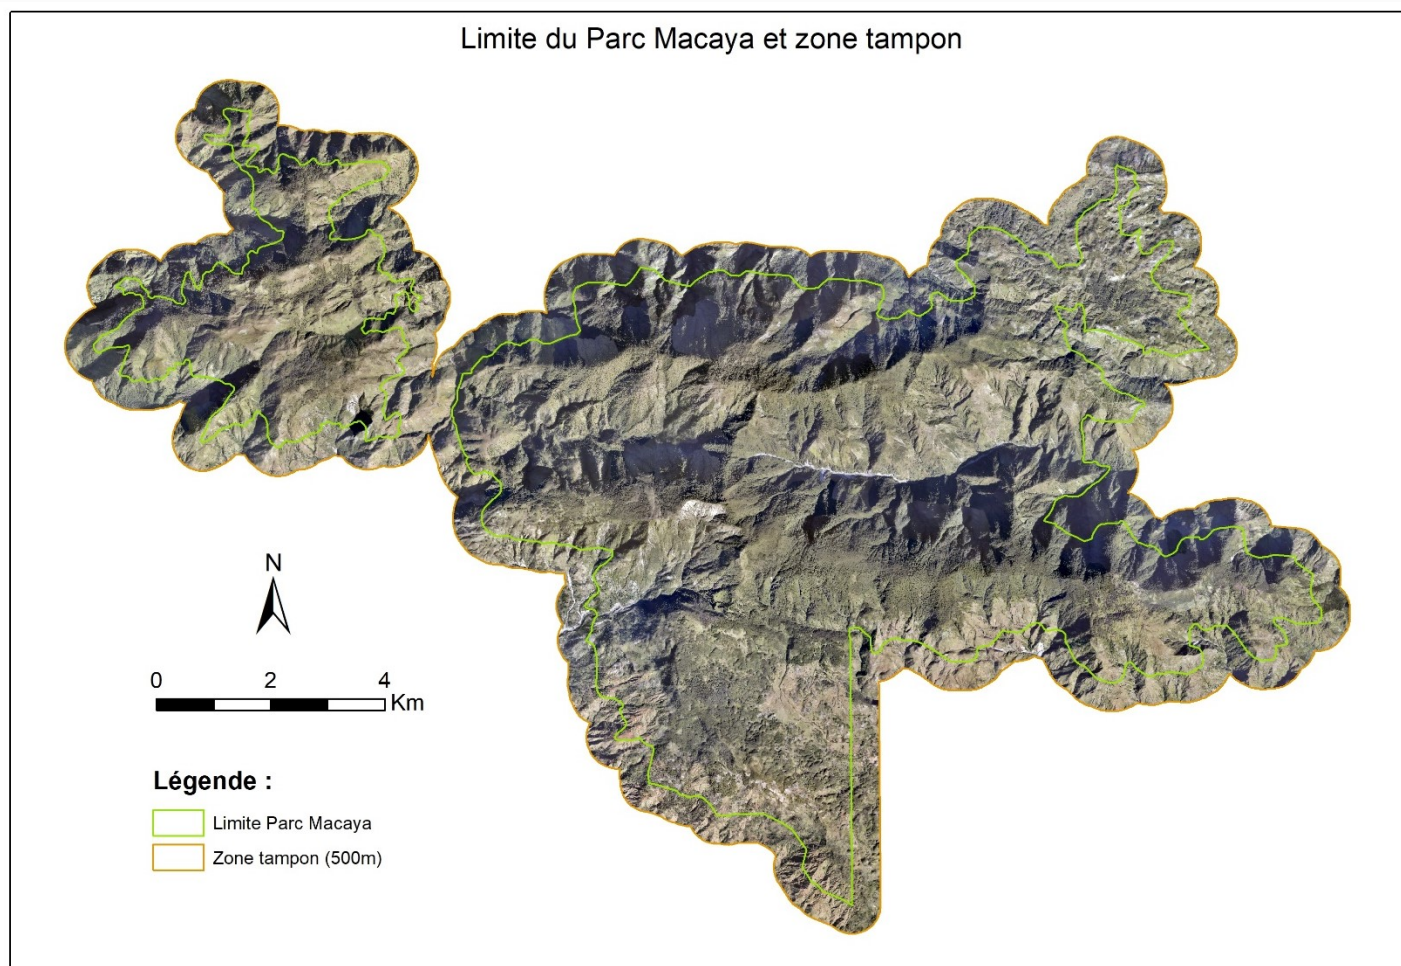 Limite du Parc Macaya et zone tampon
N
0 2 4
Km
Légende :
Limite Parc Macaya
Zone tampon (500m)